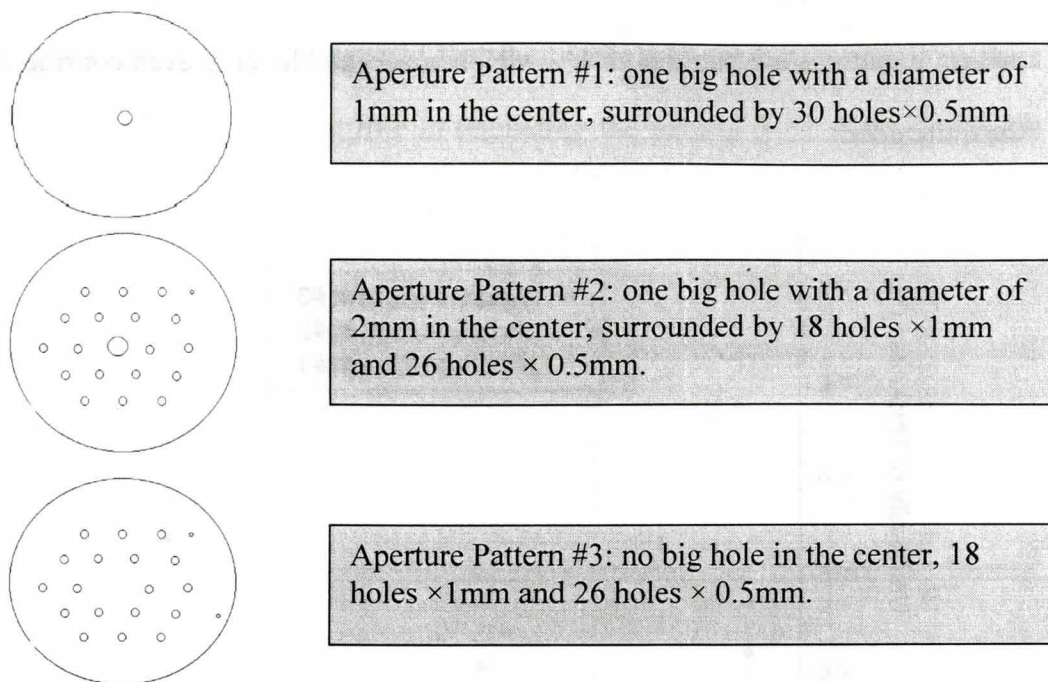 Aperture Pattern #1: one big hole with a diameter of
1mm in the center, surrounded by 30 holes×0.5mm
Aperture Pattern #2: one big hole with a diameter of
2mm in the center, surrounded by 18 holes ×1mm
and 26 holes × 0.5mm.
Aperture Pattern #3: no big hole in the center, 18
holes ×1mm and 26 holes × 0.5mm.